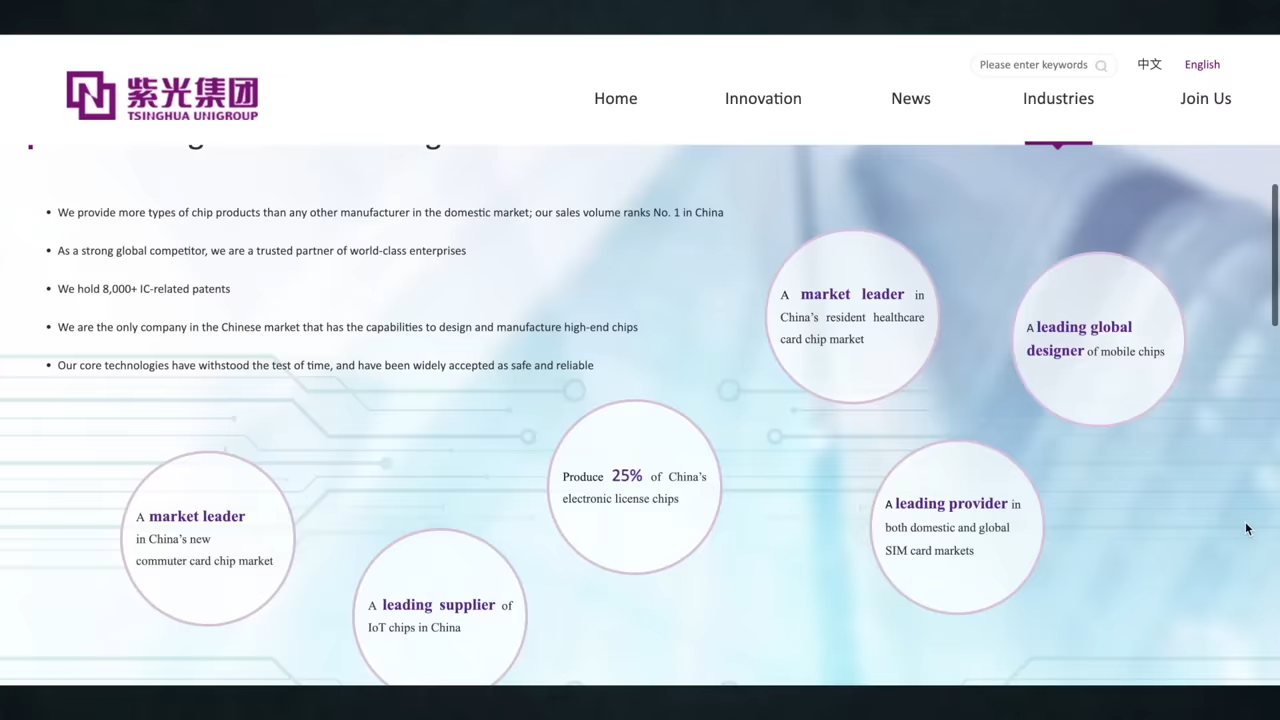 Please enter keywords
中文
English
紫光集团
TSINGHUA UNIGROUP
Home
Innovation
News
Industries
Join Us
• We provide more types of chip products than any other manufacturer in the domestic market; our sales volume ranks No. 1 in China
• As a strong global competitor, we are a trusted partner of world-class enterprises
• We hold 8,000+ IC-related patents
• We are the only company in the Chinese market that has the capabilities to design and manufacture high-end chips
• Our core technologies have withstood the test of time, and have been widely accepted as safe and reliable
A market leader in
China’s resident healthcare
card chip market
A leading global
designer of mobile chips
Produce 25% of China’s
electronic license chips
A leading provider in
both domestic and global
SIM card markets
A market leader
in China’s new
commuter card chip market
A leading supplier of
IoT chips in China